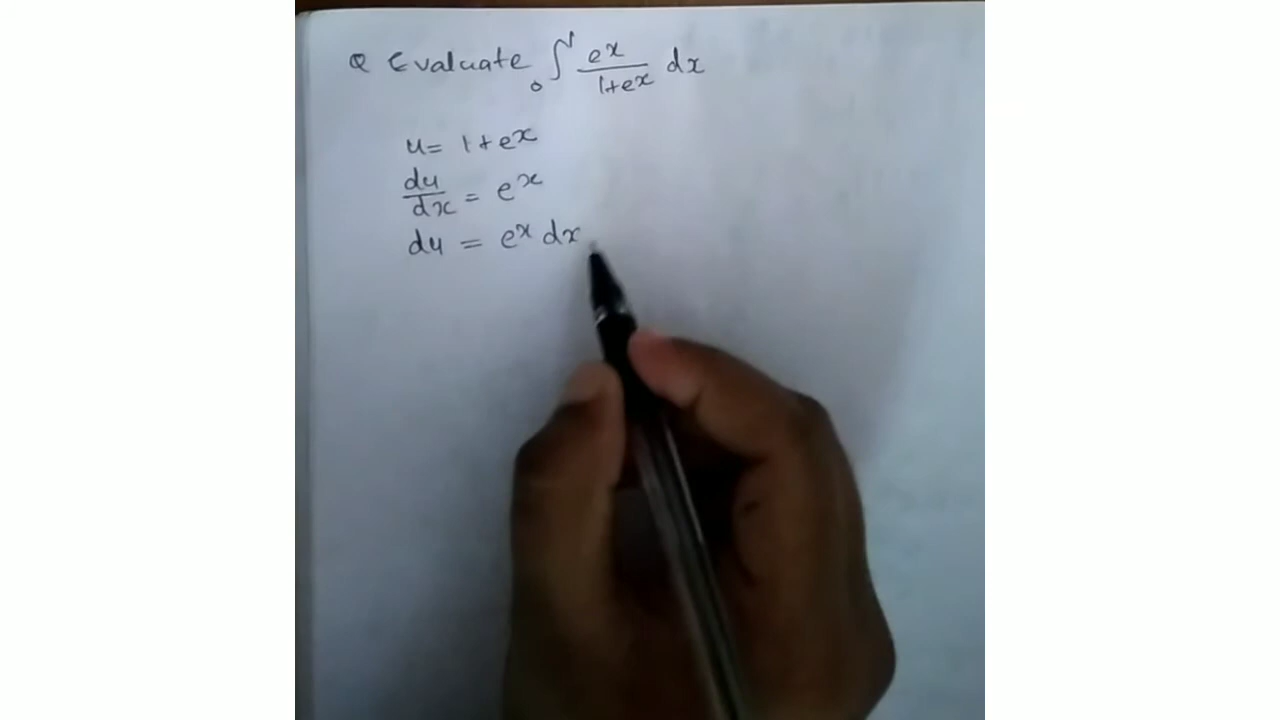 Q Evaluate ∫₀¹ eˣ/(1+eˣ) dx
u = 1 + eˣ
du/dx = eˣ
du = eˣ dx